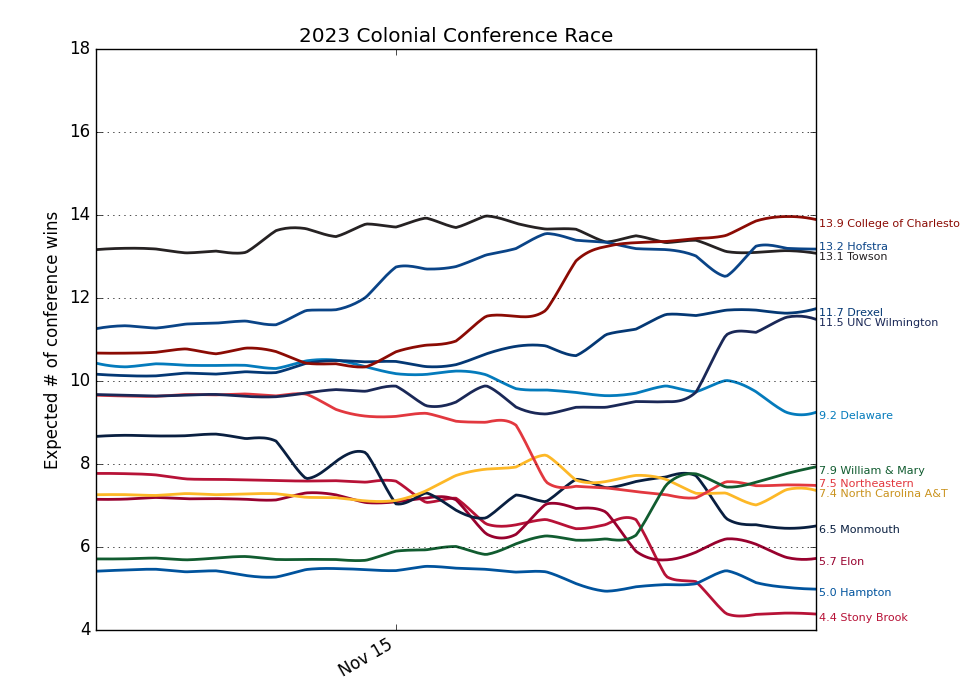 2023 Colonial Conference Race
Expected # of conference wins
18
16
14
12
10
8
6
4
Nov 15
13.9 College of Charlesto
13.2 Hofstra
13.1 Towson
11.7 Drexel
11.5 UNC Wilmington
9.2 Delaware
7.9 William & Mary
7.5 Northeastern
7.4 North Carolina A&T
6.5 Monmouth
5.7 Elon
5.0 Hampton
4.4 Stony Brook